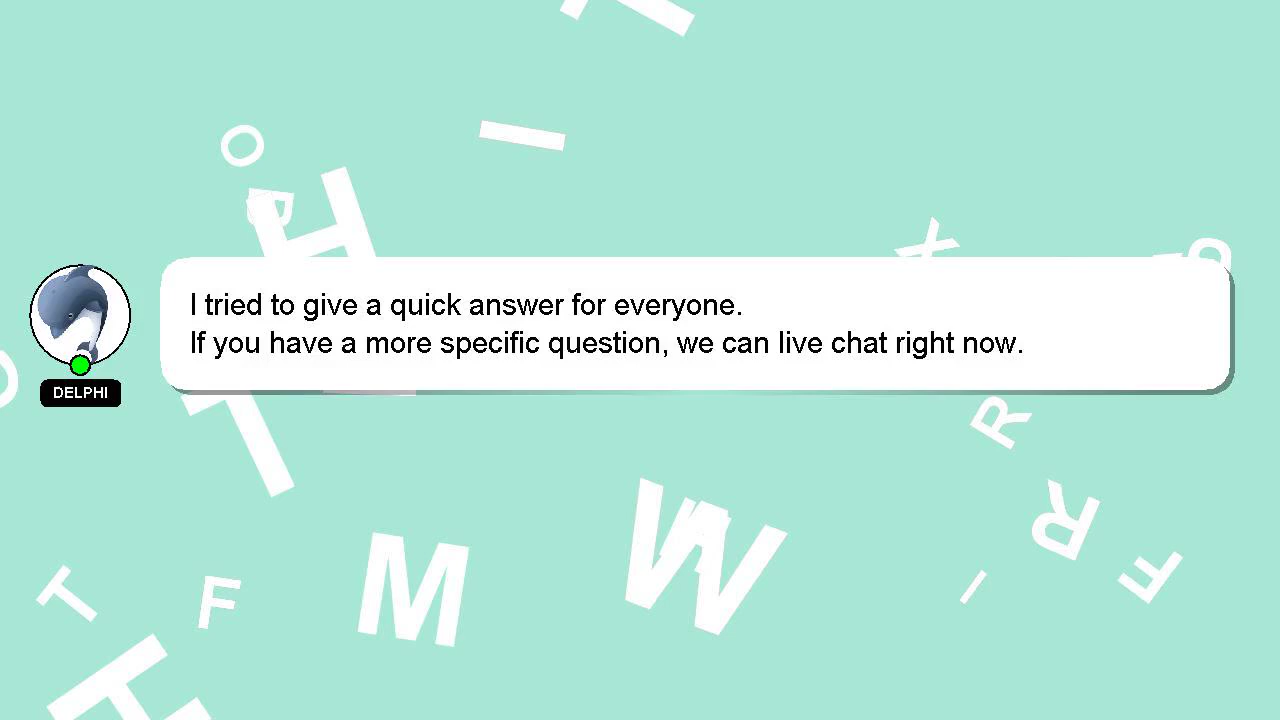 I tried to give a quick answer for everyone.
If you have a more specific question, we can live chat right now.
DELPHI
O
H
I
X
R
R
F
I
W
M
F
T
H